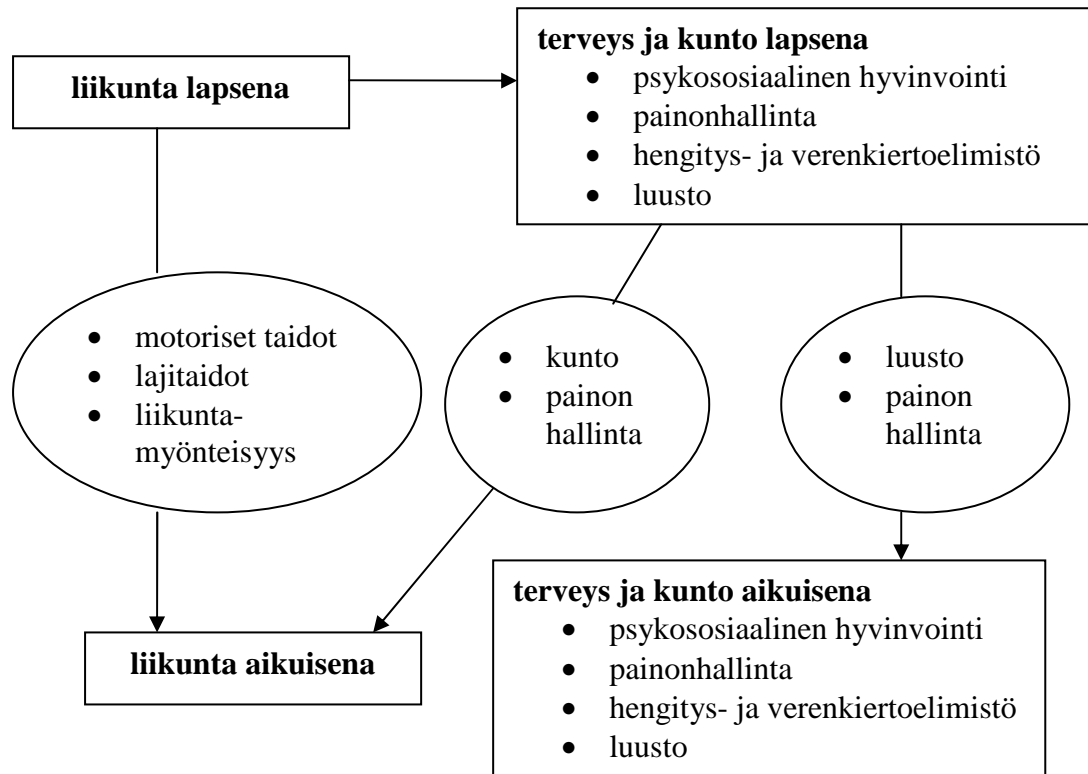 liikunta lapsena
terveys ja kunto lapsena
• psykososiaalinen hyvinvointi
• painonhallinta
• hengitys- ja verenkiertoelimistö
• luusto
• motoriset taidot
• lajitaidot
• liikunta-
myönteisyys
• kunto
• painon
hallinta
• luusto
• painon
hallinta
liikunta aikuisena
terveys ja kunto aikuisena
• psykososiaalinen hyvinvointi
• painonhallinta
• hengitys- ja verenkiertoelimistö
• luusto